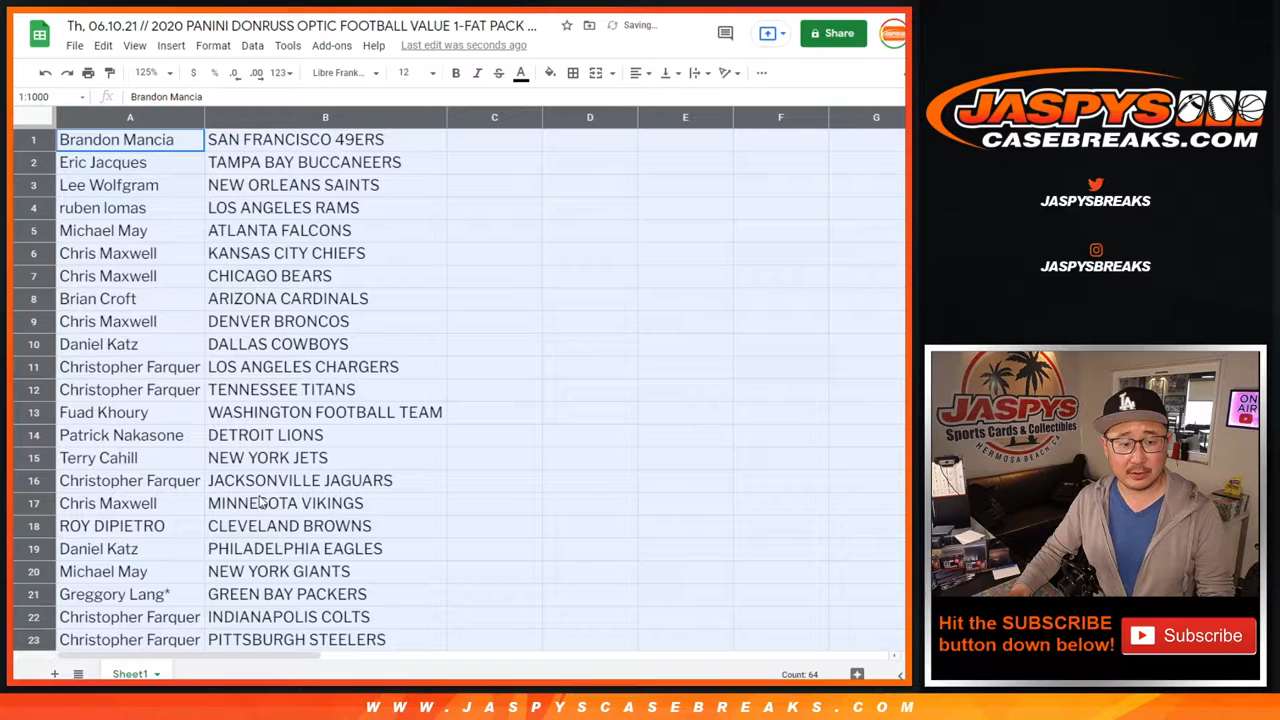 Th, 06.10.21 // 2020 PANINI DONRUSS OPTIC FOOTBALL VALUE 1-FAT PACK ...
Saving...
File Edit View Insert Format Data Tools Add-ons Help Last edit was seconds ago
Share
125% $ % .0 .00 123 Libre Frank... 12 B I S A
1:1000 fx Brandon Mancia
A B C D E F G
1 Brandon Mancia SAN FRANCISCO 49ERS
2 Eric Jacques TAMPA BAY BUCCANEERS
3 Lee Wolfgram NEW ORLEANS SAINTS
4 ruben lomas LOS ANGELES RAMS
5 Michael May ATLANTA FALCONS
6 Chris Maxwell KANSAS CITY CHIEFS
7 Chris Maxwell CHICAGO BEARS
8 Brian Croft ARIZONA CARDINALS
9 Chris Maxwell DENVER BRONCOS
10 Daniel Katz DALLAS COWBOYS
11 Christopher Farquer LOS ANGELES CHARGERS
12 Christopher Farquer TENNESSEE TITANS
13 Fuad Khoury WASHINGTON FOOTBALL TEAM
14 Patrick Nakasone DETROIT LIONS
15 Terry Cahill NEW YORK JETS
16 Christopher Farquer JACKSONVILLE JAGUARS
17 Chris Maxwell MINNESOTA VIKINGS
18 ROY DIPIETRO CLEVELAND BROWNS
19 Daniel Katz PHILADELPHIA EAGLES
20 Michael May NEW YORK GIANTS
21 Greggory Lang* GREEN BAY PACKERS
22 Christopher Farquer INDIANAPOLIS COLTS
23 Christopher Farquer PITTSBURGH STEELERS
Sheet1
Count: 64
JASPYS
CASEBREAKS.COM
JASPYSBREAKS
JASPYSBREAKS
JASPYS
Sports Cards & Collectibles
HERMOSA BEACH, CA
LA
ON
AIR
Hit the SUBSCRIBE
button down below!
Subscribe
WWW.JASPYSCASEBREAKS.COM